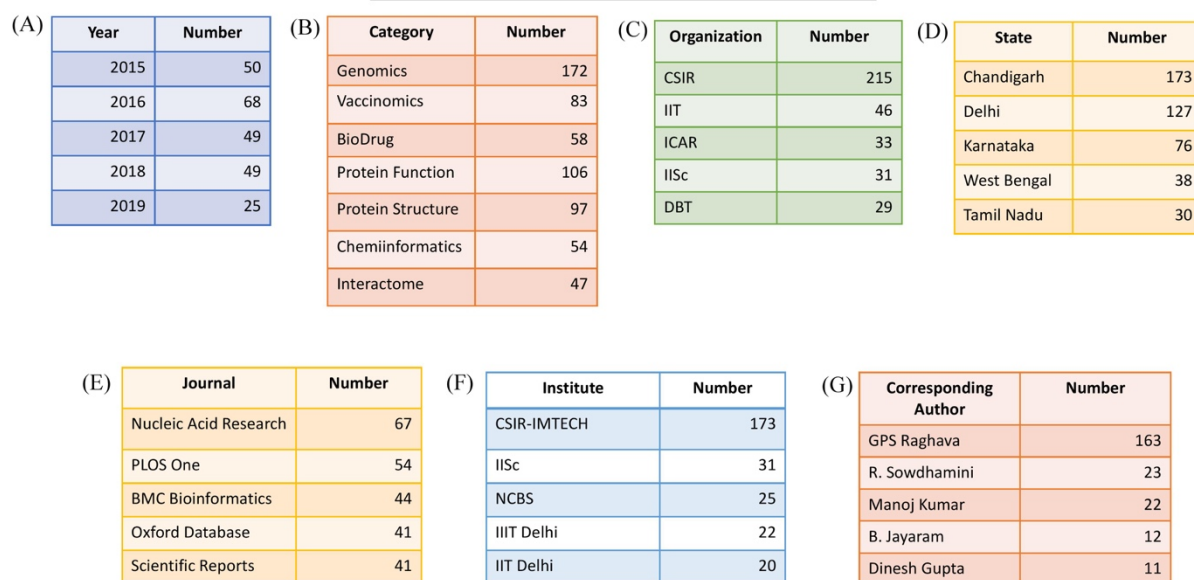 (A)
Year Number
2015 50
2016 68
2017 49
2018 49
2019 25
(B)
Category Number
Genomics 172
Vaccinomics 83
BioDrug 58
Protein Function 106
Protein Structure 97
Chemiinformatics 54
Interactome 47
(C)
Organization Number
CSIR 215
IIT 46
ICAR 33
IISc 31
DBT 29
(D)
State Number
Chandigarh 173
Delhi 127
Karnataka 76
West Bengal 38
Tamil Nadu 30
(E)
Journal Number
Nucleic Acid Research 67
PLOS One 54
BMC Bioinformatics 44
Oxford Database 41
Scientific Reports 41
(F)
Institute Number
CSIR-IMTECH 173
IISc 31
NCBS 25
IIIT Delhi 22
IIT Delhi 20
(G)
Corresponding Number
Author
GPS Raghava 163
R. Sowdhamini 23
Manoj Kumar 22
B. Jayaram 12
Dinesh Gupta 11